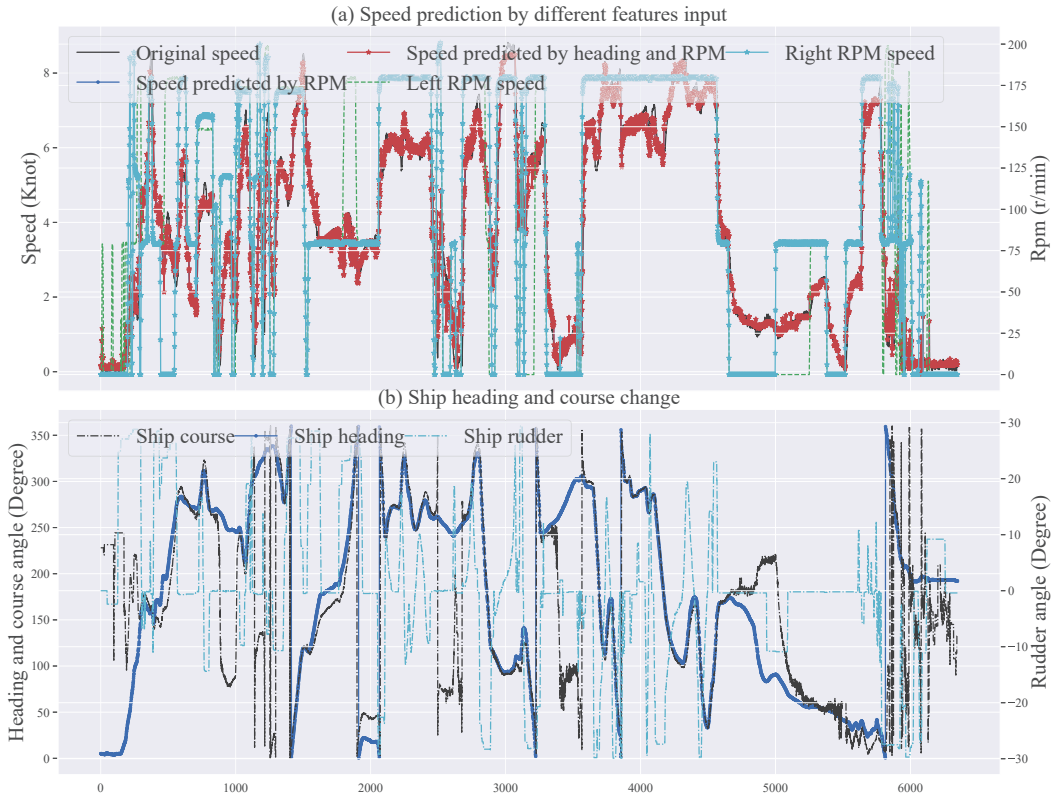 (a) Speed prediction by different features input
Original speed
Speed predicted by heading and RPM
Right RPM speed
Speed predicted by RPM
Left RPM speed
Speed (Knot)
8
6
4
2
0
Rpm (r/min)
200
175
150
125
100
75
50
25
0
(b) Ship heading and course change
Ship course
Ship heading
Ship rudder
Heading and course angle (Degree)
350
300
250
200
150
100
50
0
Rudder angle (Degree)
30
20
10
0
−10
−20
−30
0 1000 2000 3000 4000 5000 6000